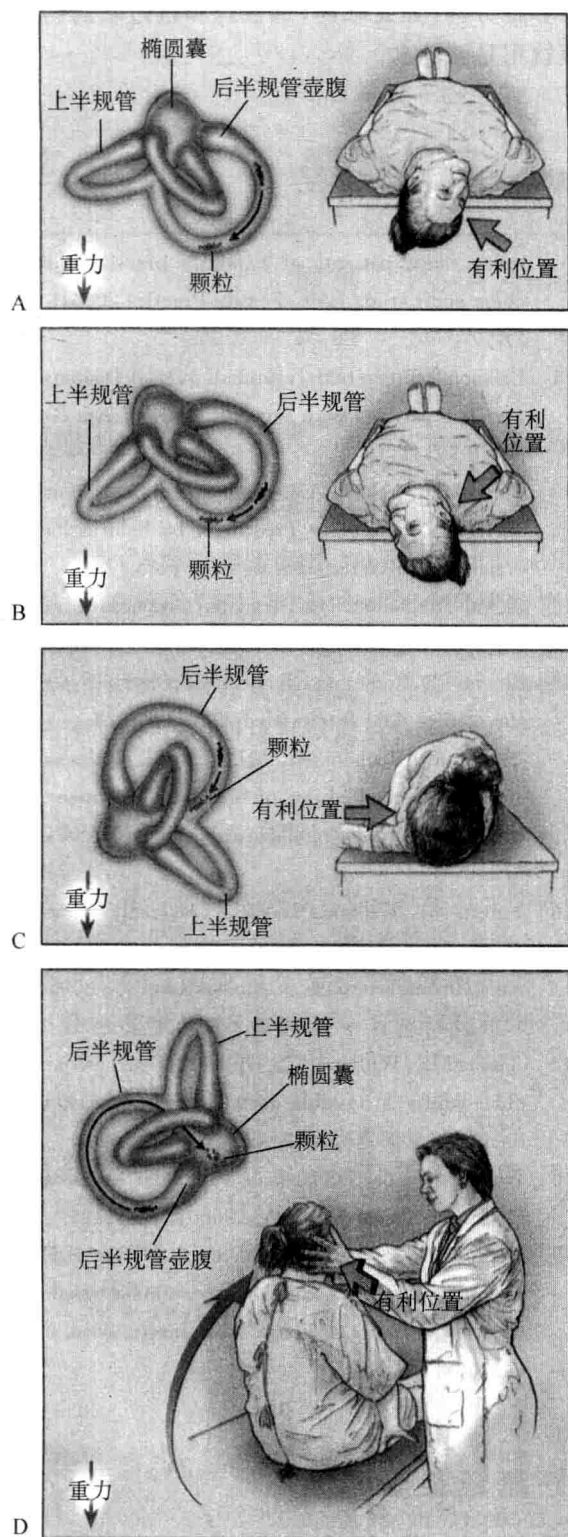 椭圆囊
上半规管
后半规管壶腹
重力
颗粒
有利位置
A
上半规管
后半规管
有利
位置
颗粒
重力
B
后半规管
颗粒
有利位置
重力
上半规管
C
上半规管
后半规管
椭圆囊
颗粒
后半规管壶腹
有利位置
重力
D